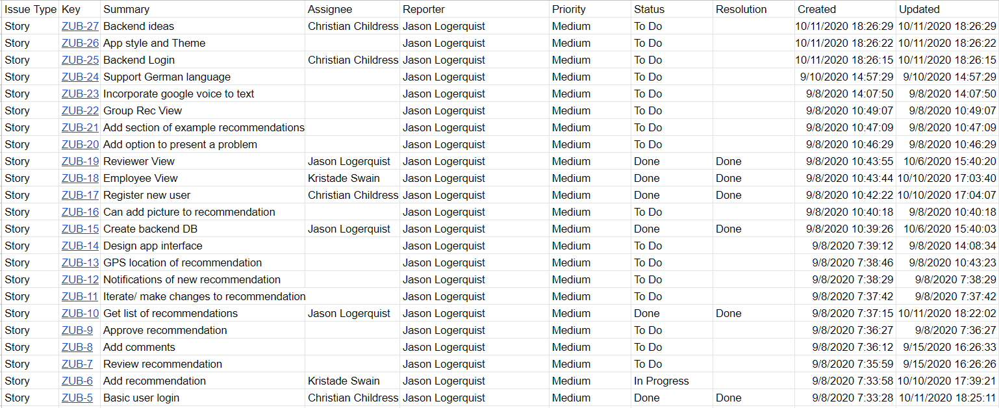 Issue Type Key Summary Assignee Reporter Priority Status Resolution Created Updated
Story ZUB-27 Backend ideas Christian Childress Jason Logerquist Medium To Do 10/11/2020 18:26:29 10/11/2020 18:26:29
Story ZUB-26 App style and Theme Jason Logerquist Medium To Do 10/11/2020 18:26:22 10/11/2020 18:26:22
Story ZUB-25 Backend Login Christian Childress Jason Logerquist Medium To Do 10/11/2020 18:26:15 10/11/2020 18:26:15
Story ZUB-24 Support German language Jason Logerquist Medium To Do 9/10/2020 14:57:29 9/10/2020 14:57:29
Story ZUB-23 Incorporate google voice to text Jason Logerquist Medium To Do 9/8/2020 14:07:50 9/8/2020 14:07:50
Story ZUB-22 Group Rec View Jason Logerquist Medium To Do 9/8/2020 10:49:07 9/8/2020 10:49:07
Story ZUB-21 Add section of example recommendations Jason Logerquist Medium To Do 9/8/2020 10:47:09 9/8/2020 10:47:09
Story ZUB-20 Add option to present a problem Jason Logerquist Medium To Do 9/8/2020 10:46:29 9/8/2020 10:46:29
Story ZUB-19 Reviewer View Jason Logerquist Jason Logerquist Medium Done Done 9/8/2020 10:43:55 10/6/2020 15:40:20
Story ZUB-18 Employee View Kristade Swain Jason Logerquist Medium Done Done 9/8/2020 10:43:44 10/10/2020 17:03:40
Story ZUB-17 Register new user Christian Childress Jason Logerquist Medium Done Done 9/8/2020 10:42:22 10/10/2020 17:04:07
Story ZUB-16 Can add picture to recommendation Jason Logerquist Medium To Do 9/8/2020 10:40:18 9/8/2020 10:40:18
Story ZUB-15 Create backend DB Jason Logerquist Jason Logerquist Medium Done Done 9/8/2020 10:39:26 10/6/2020 15:40:03
Story ZUB-14 Design app interface Jason Logerquist Medium To Do 9/8/2020 7:39:12 9/8/2020 14:08:34
Story ZUB-13 GPS location of recommendation Jason Logerquist Medium To Do 9/8/2020 7:38:46 9/8/2020 10:43:23
Story ZUB-12 Notifications of new recommendation Jason Logerquist Medium To Do 9/8/2020 7:38:29 9/8/2020 7:38:29
Story ZUB-11 Iterate/ make changes to recommendation Jason Logerquist Medium To Do 9/8/2020 7:37:42 9/8/2020 7:37:42
Story ZUB-10 Get list of recommendations Jason Logerquist Jason Logerquist Medium Done Done 9/8/2020 7:37:15 10/11/2020 18:22:02
Story ZUB-9 Approve recommendation Jason Logerquist Medium To Do 9/8/2020 7:36:27 9/8/2020 7:36:27
Story ZUB-8 Add comments Jason Logerquist Medium To Do 9/8/2020 7:36:12 9/15/2020 16:26:33
Story ZUB-7 Review recommendation Jason Logerquist Medium To Do 9/8/2020 7:35:59 9/15/2020 16:26:26
Story ZUB-6 Add recommendation Kristade Swain Jason Logerquist Medium In Progress 9/8/2020 7:33:58 10/10/2020 17:39:21
Story ZUB-5 Basic user login Christian Childress Jason Logerquist Medium Done Done 9/8/2020 7:33:28 10/11/2020 18:25:11